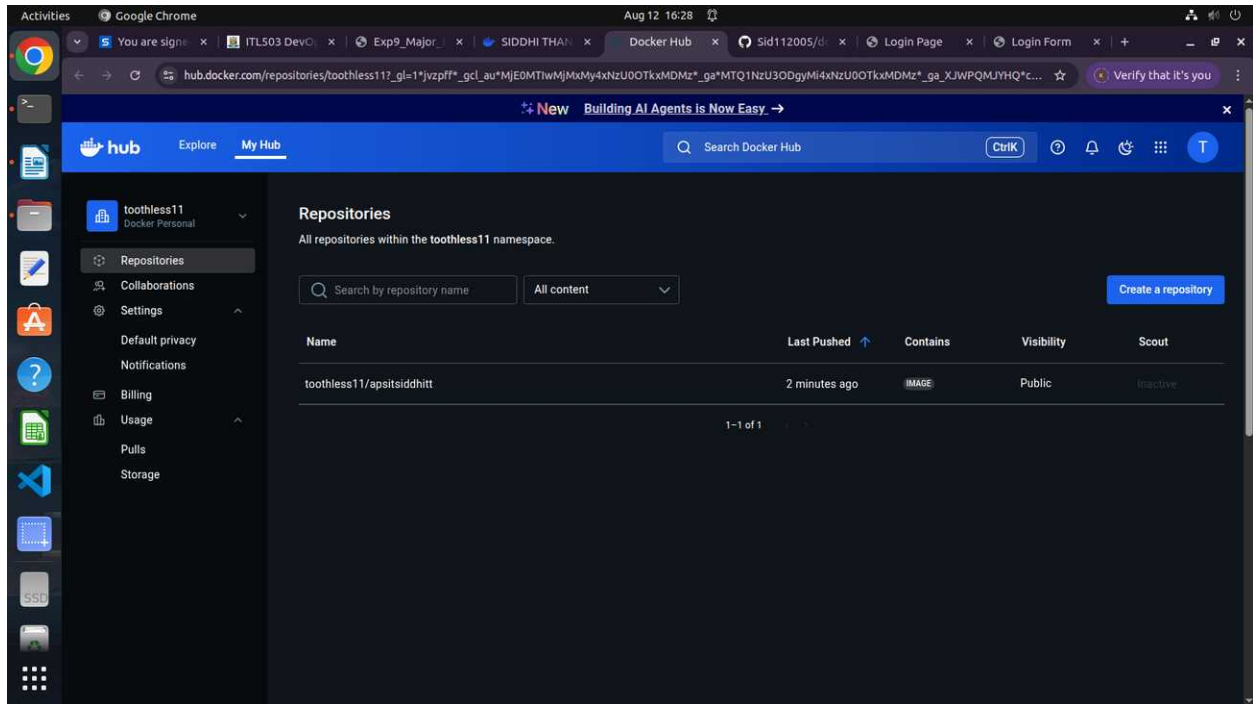 Activities Google Chrome Aug 12 16:28
You are signe ITL503 DevO Exp9_Major_ SIDDHI THAN Docker Hub Sid112005/d Login Page Login Form
hub.docker.com/repositories/toothless11?_gl=1*jvzpff*_gcl_au*MjE0MTIwMjMxMy4xNzU0OTkxMDMz*_ga*MTQ1NzU3ODgyMi4xNzU0OTkxMDMz*_ga_XJWPQMJYHQ*c... Verify that it's you
New Building AI Agents is Now Easy →
hub Explore My Hub Search Docker Hub CtrlK T
toothless11
Docker Personal
Repositories
Collaborations
Settings
Default privacy
Notifications
Billing
Usage
Pulls
Storage
Repositories
All repositories within the toothless11 namespace.
Search by repository name All content Create a repository
Name Last Pushed ↑ Contains Visibility Scout
toothless11/apsitsiddhitt 2 minutes ago IMAGE Public Inactive
1–1 of 1
SSD